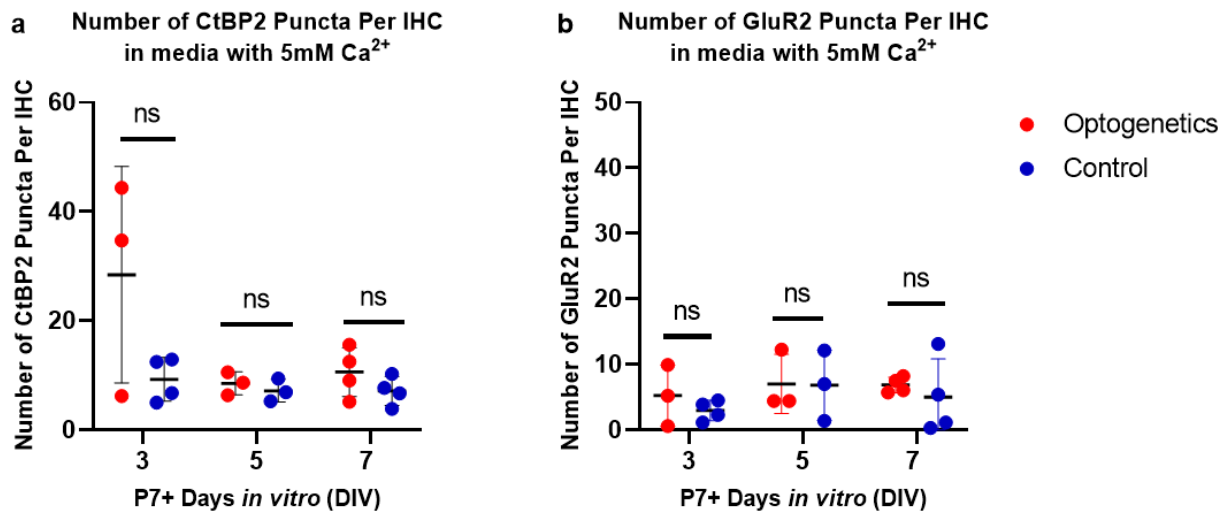 a
Number of CtBP2 Puncta Per IHC
in media with 5mM Ca²⁺
Number of CtBP2 Puncta Per IHC
60
40
20
0
ns
ns
ns
3
5
7
P7+ Days in vitro (DIV)
b
Number of GluR2 Puncta Per IHC
in media with 5mM Ca²⁺
Number of GluR2 Puncta Per IHC
50
40
30
20
10
0
ns
ns
ns
3
5
7
P7+ Days in vitro (DIV)
Optogenetics
Control